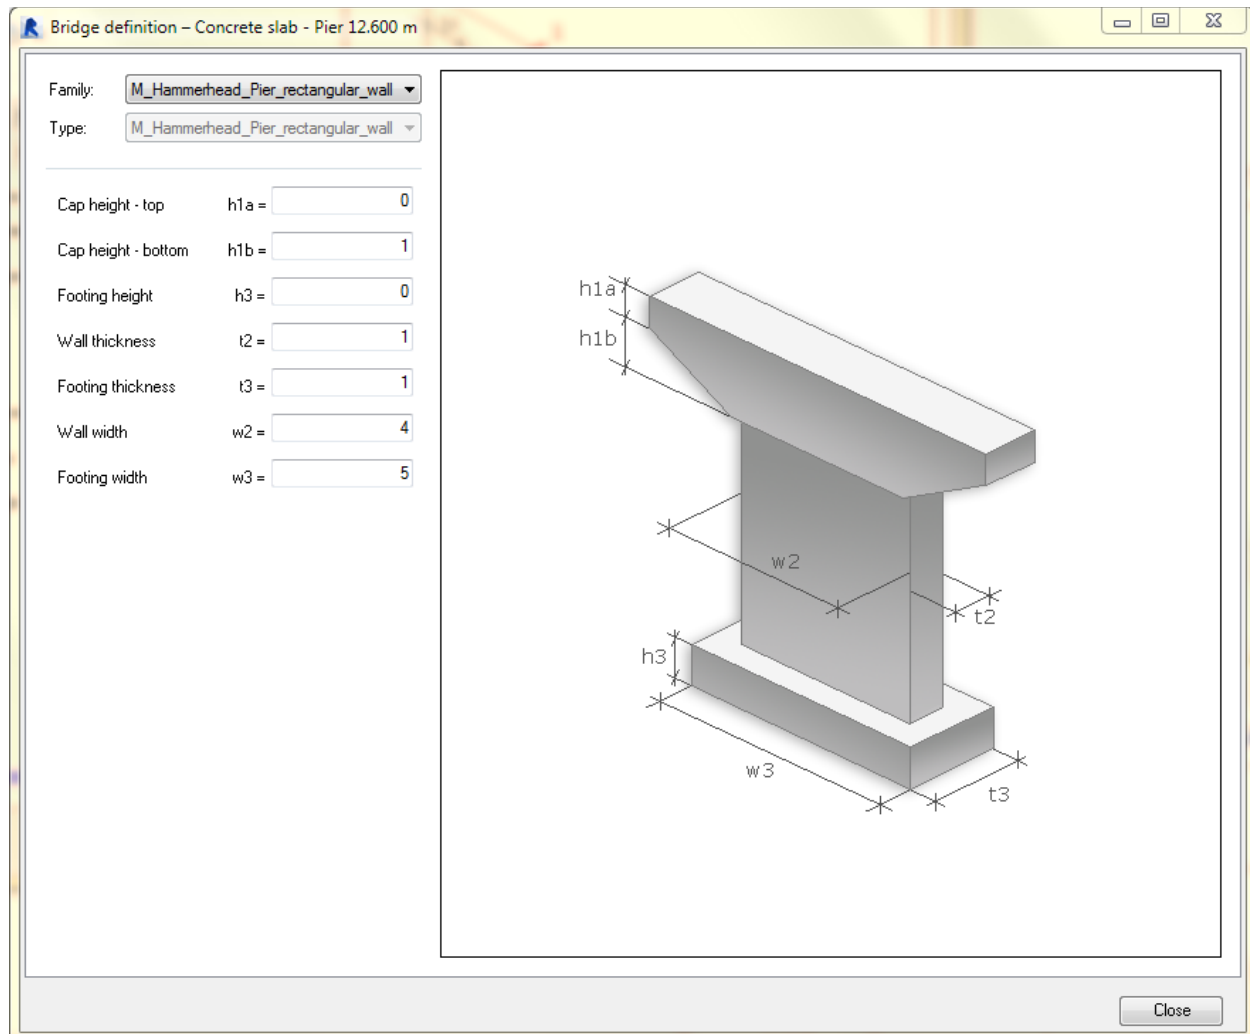 Bridge definition – Concrete slab - Pier 12.600 m
Family: M_Hammerhead_Pier_rectangular_wall
Type: M_Hammerhead_Pier_rectangular_wall
Cap height - top h1a = 0
Cap height - bottom h1b = 1
Footing height h3 = 0
Wall thickness t2 = 1
Footing thickness t3 = 1
Wall width w2 = 4
Footing width w3 = 5
h1a
h1b
w2
t2
h3
w3
t3
Close